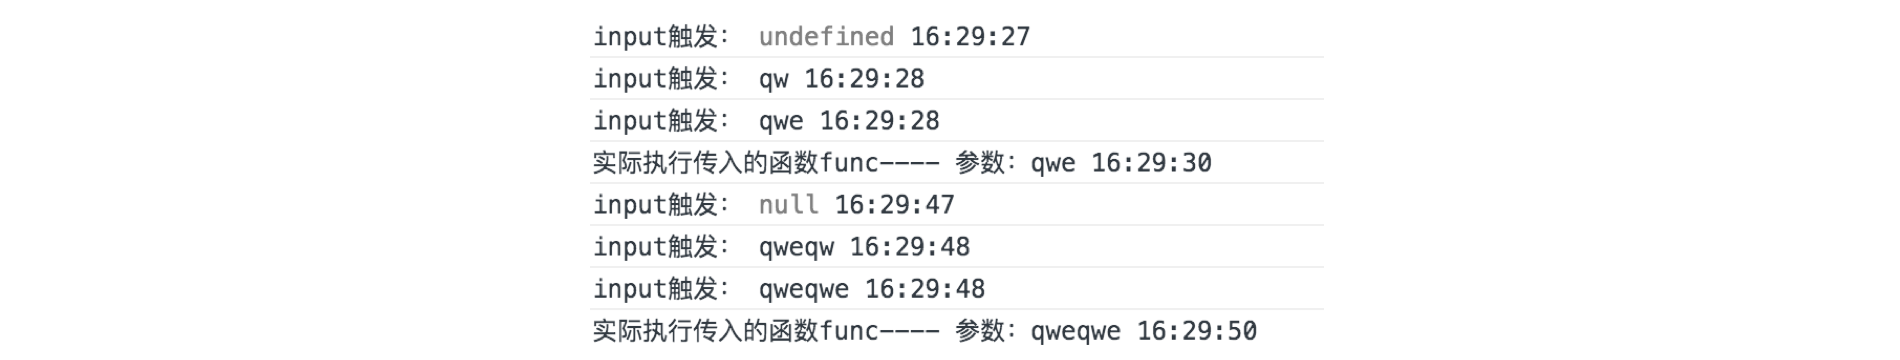 input触发： undefined 16:29:27
input触发： qw 16:29:28
input触发： qwe 16:29:28
实际执行传入的函数func---- 参数：qwe 16:29:30
input触发： null 16:29:47
input触发： qweqw 16:29:48
input触发： qweqwe 16:29:48
实际执行传入的函数func---- 参数：qweqwe 16:29:50